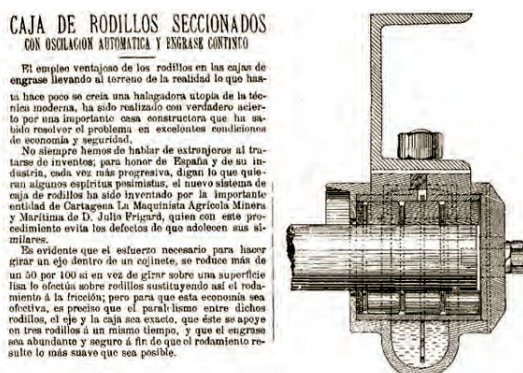 CAJA DE RODILLOS SECCIONADOS
CON OSCILACION AUTOMATICA Y ENGRASE CONTINUO
El empleo ventajoso de los rodillos en las cajas de
engrase llevando al terreno de la realidad lo que has-
ta hace poco se creia una halagadora utopia de la téc-
nica moderna, ha sido realizado con verdadero acier-
to por una importante casa constructora que ha sa-
bido resolver el problema en excelentes condiciones
de economía y seguridad.
No siempre hemos de hablar de extranjeros al tra-
tarse de inventos; para honor de España y de su in-
dustria, cada vez más progresiva, digan lo que quie-
ran algunos espíritus posimistas, el nuevo sistema de
caja de rodillos ha sido inventado por la importante
entidad de Cartagena La Maquinista Agrícola Minera
y Marítima de D. Julio Frigard, quien con este pro-
cedimiento evita los defectos de que adolecen sus si-
milares.
Es evidente que el esfuerzo necesario para hacer
girar un eje dentro de un cojinete, se reduce más de
un 50 por 100 si en vez de girar sobre una superficie
lisa lo efectúa sobre rodillos sustituyendo así el roda-
miento á la fricción; pero para que esta economía sea
efectiva, es preciso que el paralelismo entre dichos
rodillos, el eje y la caja sea exacto, que éste se apoye
en tres rodillos á un mismo tiempo, y que el engrase
sea abundante y seguro á fin de que el rodamiento re-
sulte lo más suave que sea posible.